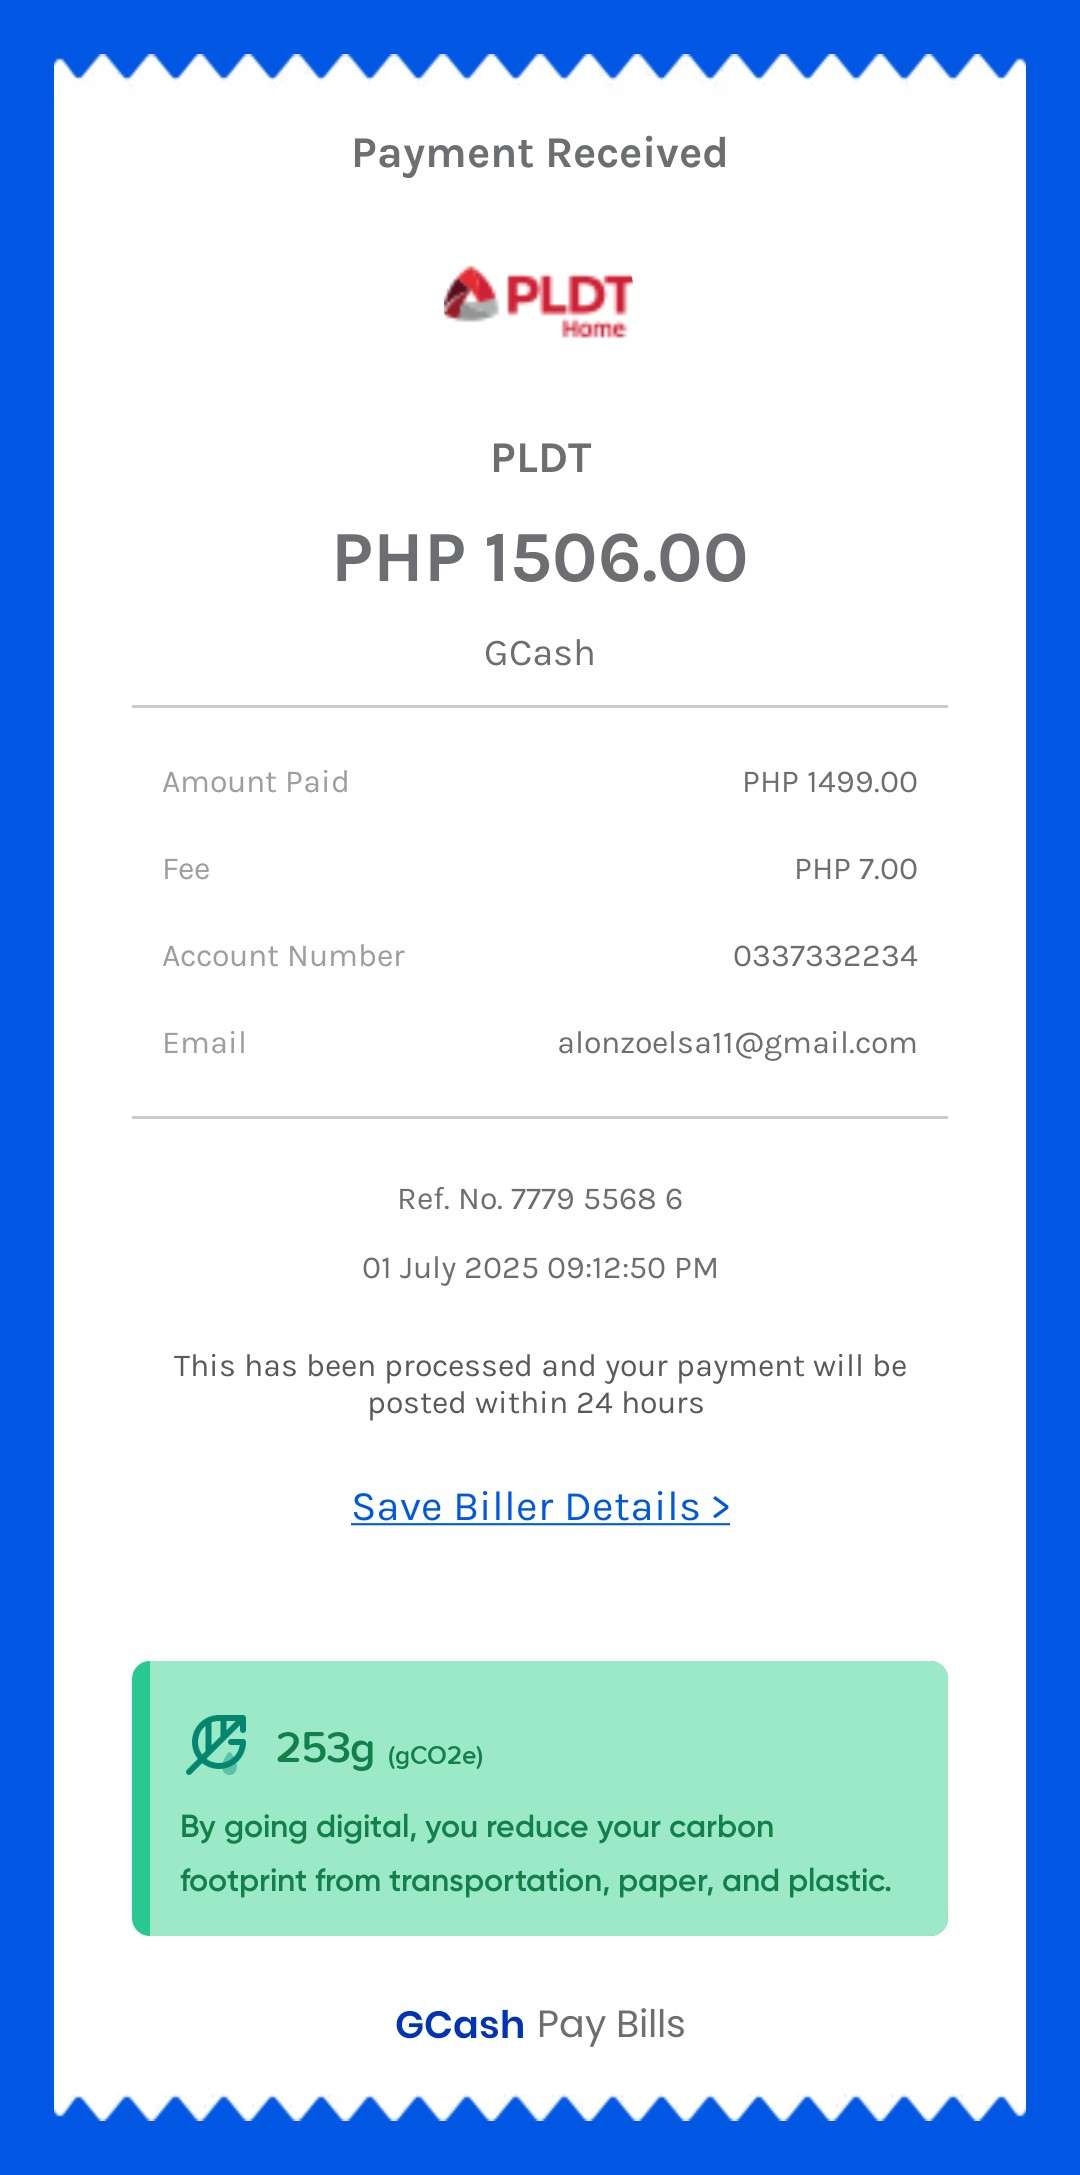 Payment Received
PLDT
Home
PLDT
PHP 1506.00
GCash
Amount Paid PHP 1499.00
Fee PHP 7.00
Account Number 0337332234
Email alonzoelsa11@gmail.com
Ref. No. 7779 5568 6
01 July 2025 09:12:50 PM
This has been processed and your payment will be
posted within 24 hours
Save Biller Details >
253g (gCO2e)
By going digital, you reduce your carbon
footprint from transportation, paper, and plastic.
GCash Pay Bills